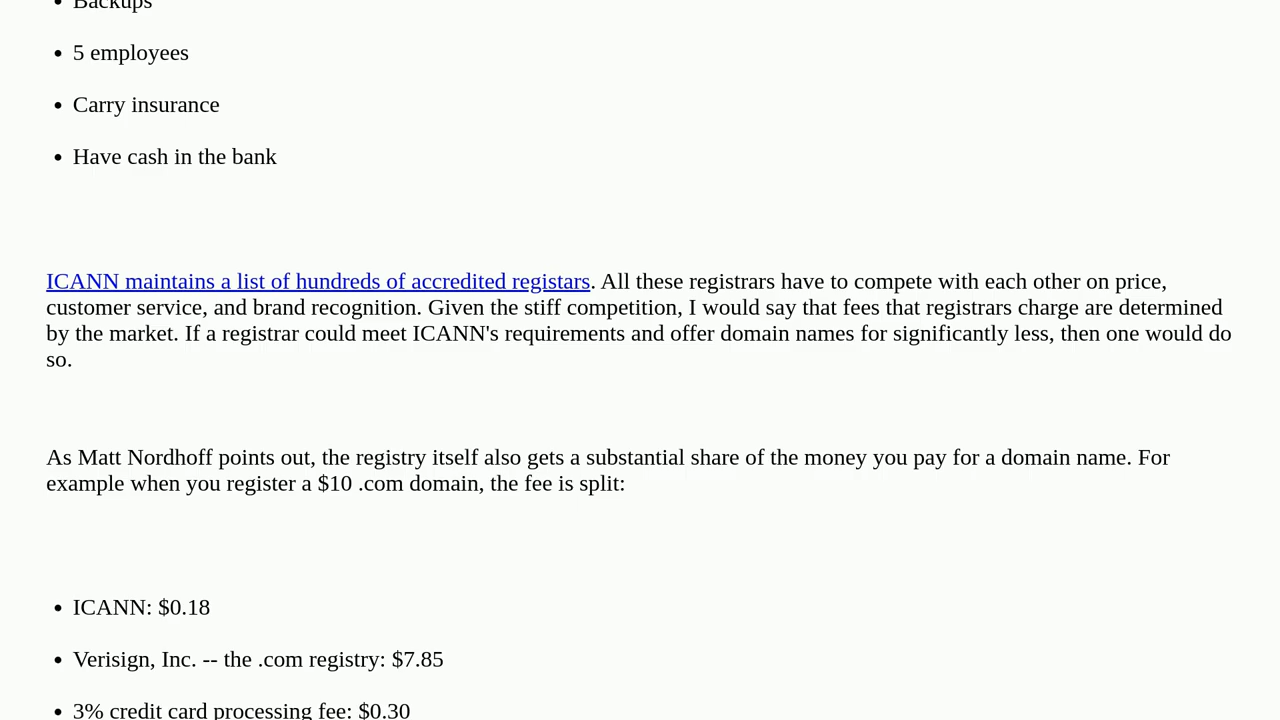 Backups
5 employees
Carry insurance
Have cash in the bank
ICANN maintains a list of hundreds of accredited registars. All these registrars have to compete with each other on price,
customer service, and brand recognition. Given the stiff competition, I would say that fees that registrars charge are determined
by the market. If a registrar could meet ICANN's requirements and offer domain names for significantly less, then one would do
so.
As Matt Nordhoff points out, the registry itself also gets a substantial share of the money you pay for a domain name. For
example when you register a $10 .com domain, the fee is split:
ICANN: $0.18
Verisign, Inc. -- the .com registry: $7.85
3% credit card processing fee: $0.30